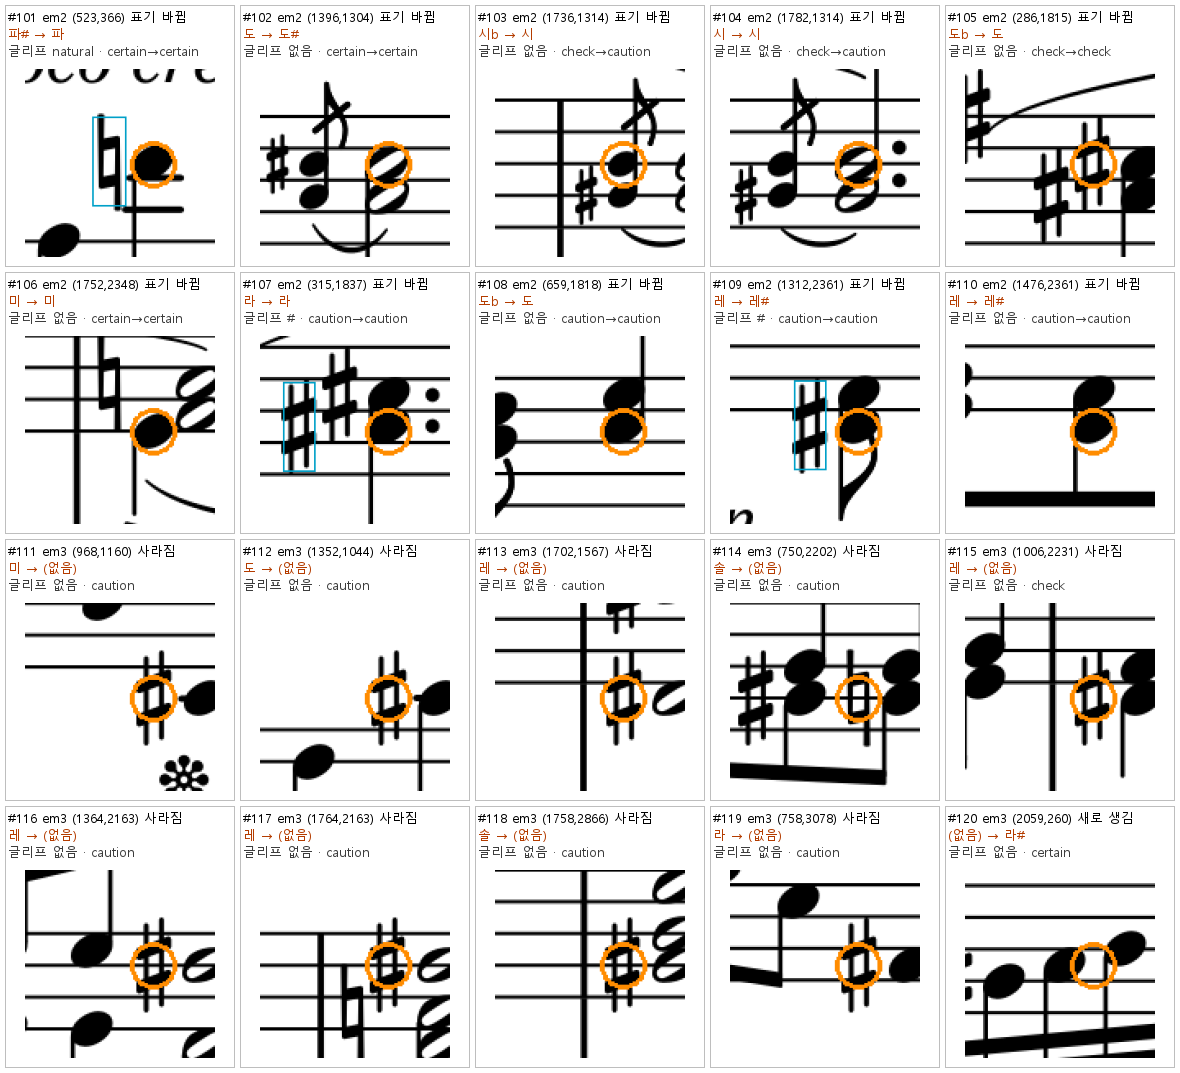 #101 em2 (523,366) 표기 바뀜
파# → 파
글리프 natural · certain→certain
#102 em2 (1396,1304) 표기 바뀜
도 → 도#
글리프 없음 · certain→certain
#103 em2 (1736,1314) 표기 바뀜
시b → 시
글리프 없음 · check→caution
#104 em2 (1782,1314) 표기 바뀜
시 → 시
글리프 없음 · check→caution
#105 em2 (286,1815) 표기 바뀜
도b → 도
글리프 없음 · check→check
#106 em2 (1752,2348) 표기 바뀜
미 → 미
글리프 없음 · certain→certain
#107 em2 (315,1837) 표기 바뀜
라 → 라
글리프 # · caution→caution
#108 em2 (659,1818) 표기 바뀜
도b → 도
글리프 없음 · caution→caution
#109 em2 (1312,2361) 표기 바뀜
레 → 레#
글리프 # · caution→caution
#110 em2 (1476,2361) 표기 바뀜
레 → 레#
글리프 없음 · caution→caution
#111 em3 (968,1160) 사라짐
미 → (없음)
글리프 없음 · caution
#112 em3 (1352,1044) 사라짐
도 → (없음)
글리프 없음 · caution
#113 em3 (1702,1567) 사라짐
레 → (없음)
글리프 없음 · caution
#114 em3 (750,2202) 사라짐
솔 → (없음)
글리프 없음 · caution
#115 em3 (1006,2231) 사라짐
레 → (없음)
글리프 없음 · check
#116 em3 (1364,2163) 사라짐
레 → (없음)
글리프 없음 · caution
#117 em3 (1764,2163) 사라짐
레 → (없음)
글리프 없음 · caution
#118 em3 (1758,2866) 사라짐
솔 → (없음)
글리프 없음 · caution
#119 em3 (758,3078) 사라짐
라 → (없음)
글리프 없음 · caution
#120 em3 (2059,260) 새로 생김
(없음) → 라#
글리프 없음 · certain